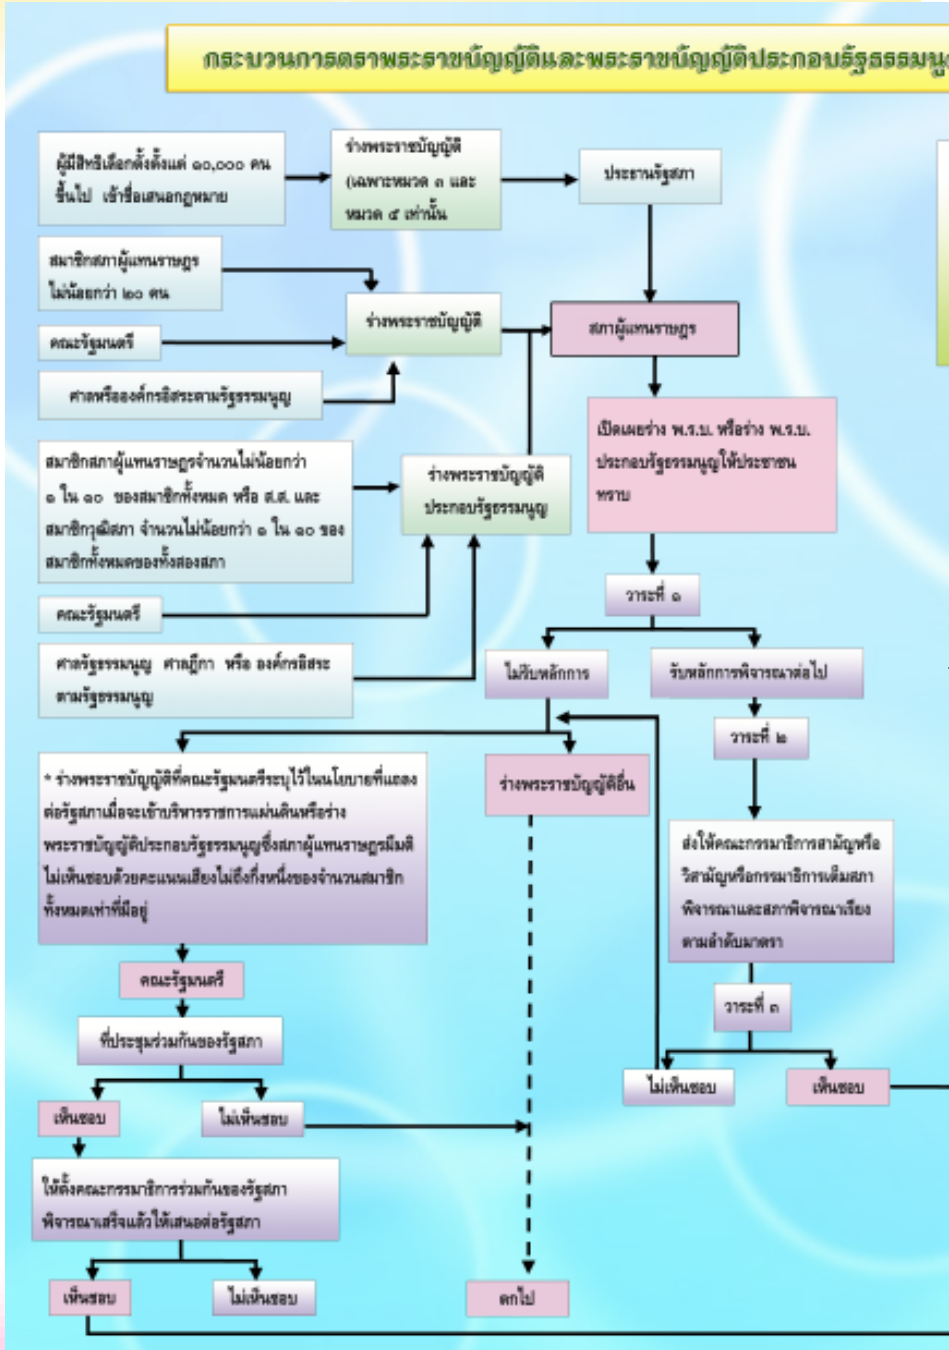 กระบวนการตราพระราชบัญญัติและพระราชบัญญัติประกอบรัฐธรรมนูญ
ผู้มีสิทธิเลือกตั้งตั้งแต่ ๑๐,๐๐๐ คน
ขึ้นไป เข้าชื่อเสนอกฎหมาย
ร่างพระราชบัญญัติ
(เฉพาะหมวด ๓ และ
หมวด ๕ เท่านั้น
ประธานรัฐสภา
สมาชิกสภาผู้แทนราษฎร
ไม่น้อยกว่า ๒๐ คน
ร่างพระราชบัญญัติ
สภาผู้แทนราษฎร
คณะรัฐมนตรี
ศาลหรือองค์กรอิสระตามรัฐธรรมนูญ
เปิดเผยร่าง พ.ร.บ. หรือร่าง พ.ร.บ.
ประกอบรัฐธรรมนูญให้ประชาชน
ทราบ
สมาชิกสภาผู้แทนราษฎรจำนวนไม่น้อยกว่า
๑ ใน ๑๐ ของสมาชิกทั้งหมด หรือ ส.ส. และ
สมาชิกวุฒิสภา จำนวนไม่น้อยกว่า ๑ ใน ๑๐ ของ
สมาชิกทั้งหมดของทั้งสองสภา
ร่างพระราชบัญญัติ
ประกอบรัฐธรรมนูญ
คณะรัฐมนตรี
วาระที่ ๑
ศาลรัฐธรรมนูญ ศาลฎีกา หรือ องค์กรอิสระ
ตามรัฐธรรมนูญ
ไม่รับหลักการ
รับหลักการพิจารณาต่อไป
วาระที่ ๒
* ร่างพระราชบัญญัติที่คณะรัฐมนตรีระบุไว้ในนโยบายที่แถลง
ต่อรัฐสภาเมื่อจะเข้าบริหารราชการแผ่นดินหรือร่าง
พระราชบัญญัติประกอบรัฐธรรมนูญซึ่งสภาผู้แทนราษฎรมีมติ
ไม่เห็นชอบด้วยคะแนนเสียงไม่ถึงกึ่งหนึ่งของจำนวนสมาชิก
ทั้งหมดเท่าที่มีอยู่
ร่างพระราชบัญญัติอื่น
ส่งให้คณะกรรมาธิการสามัญหรือ
วิสามัญหรือกรรมาธิการเต็มสภา
พิจารณาและสภาพิจารณาเรียง
ตามลำดับมาตรา
คณะรัฐมนตรี
วาระที่ ๓
ที่ประชุมร่วมกันของรัฐสภา
ไม่เห็นชอบ
เห็นชอบ
เห็นชอบ
ไม่เห็นชอบ
ให้ตั้งคณะกรรมาธิการร่วมกันของรัฐสภา
พิจารณาเสร็จแล้วให้เสนอต่อรัฐสภา
เห็นชอบ
ไม่เห็นชอบ
ตกไป